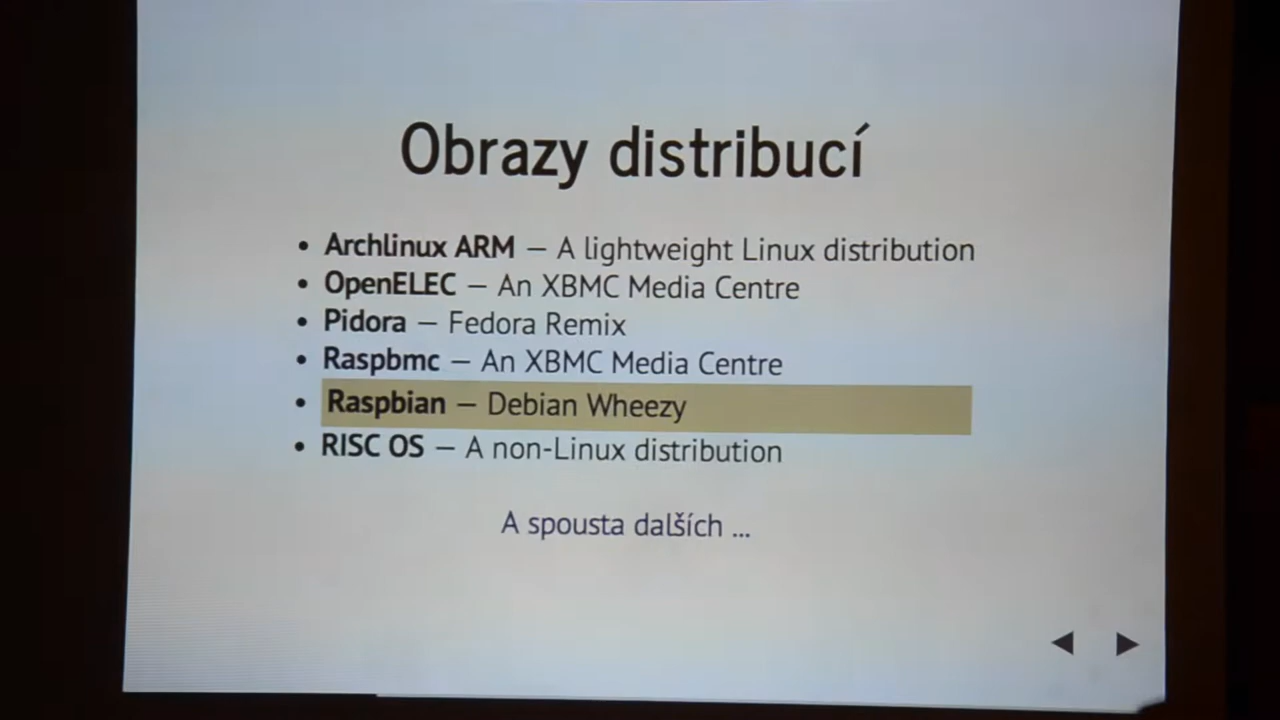 Obrazy distribucí
• Archlinux ARM — A lightweight Linux distribution
• OpenELEC — An XBMC Media Centre
• Pidora — Fedora Remix
• Raspbmc — An XBMC Media Centre
• Raspbian — Debian Wheezy
• RISC OS — A non-Linux distribution
A spousta dalších ...